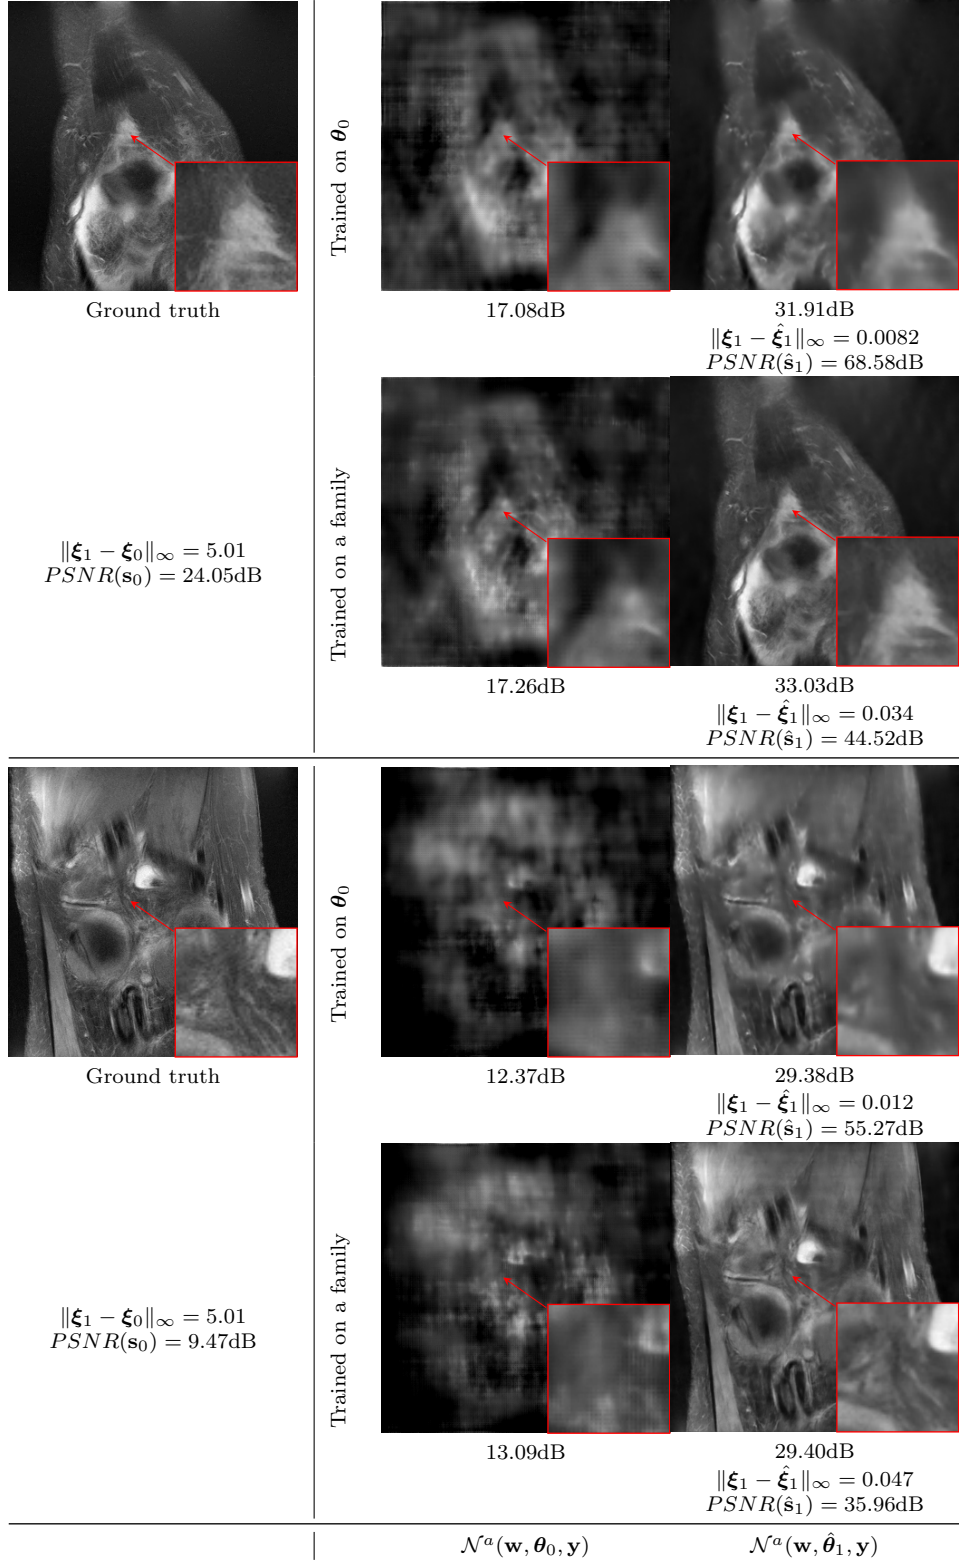 Trained on θ₀
Ground truth
17.08dB
31.91dB
‖ξ₁ − ξ̂₁‖∞ = 0.0082
PSNR(ŝ₁) = 68.58dB
Trained on a family
‖ξ₁ − ξ₀‖∞ = 5.01
PSNR(s₀) = 24.05dB
17.26dB
33.03dB
‖ξ₁ − ξ̂₁‖∞ = 0.034
PSNR(ŝ₁) = 44.52dB
Trained on θ₀
Ground truth
12.37dB
29.38dB
‖ξ₁ − ξ̂₁‖∞ = 0.012
PSNR(ŝ₁) = 55.27dB
Trained on a family
‖ξ₁ − ξ₀‖∞ = 5.01
PSNR(s₀) = 9.47dB
13.09dB
29.40dB
‖ξ₁ − ξ̂₁‖∞ = 0.047
PSNR(ŝ₁) = 35.96dB
𝒩ᵃ(w, θ₀, y)
𝒩ᵃ(w, θ̂₁, y)